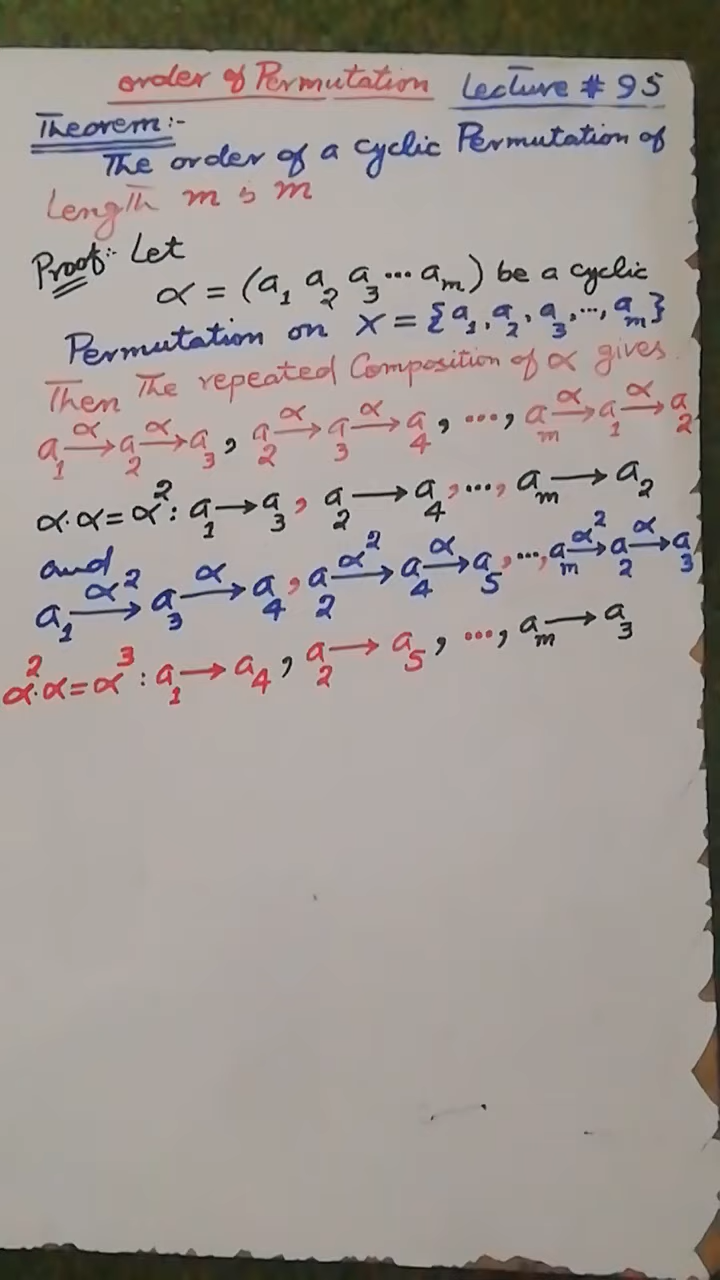 order of Permutation Lecture # 95
Theorem:-
The order of a cyclic Permutation of
Length m is m
Proof:- Let
α = (a₁ a₂ a₃ ··· aₘ) be a cyclic
Permutation on X = {a₁, a₂, a₃, ···, aₘ}
Then The repeated Composition of α gives
a₁ —α→ a₂ —α→ a₃, a₂ —α→ a₃ —α→ a₄, ···, aₘ —α→ a₁ —α→ a₂
α·α = α²: a₁ → a₃, a₂ → a₄, ···, aₘ → a₂
and
a₁ —α²→ a₃ —α→ a₄, a₂ —α²→ a₄ —α→ a₅, ···, aₘ —α²→ a₂ —α→ a₃
α²·α = α³: a₁ → a₄, a₂ → a₅, ···, aₘ → a₃